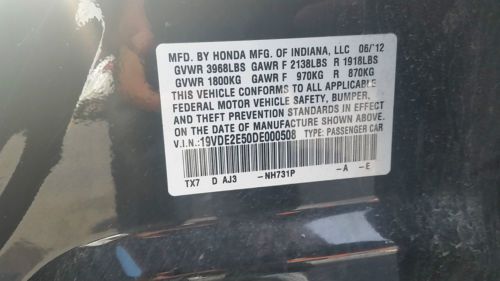 MFD. BY HONDA MFG. OF INDIANA, LLC 06/12
GVWR 3968LBS GAWR F 2138LBS R 1918LBS
GVWR 1800KG GAWR F 970KG R 870KG
THIS VEHICLE CONFORMS TO ALL APPLICABLE
FEDERAL MOTOR VEHICLE SAFETY, BUMPER,
AND THEFT PREVENTION STANDARDS IN EFFECT
ON THE DATE OF MANUFACTURE SHOWN ABOVE.
V.I.N.:19VDE2E50DE000508 TYPE: PASSENGER CAR
TX7 D AJ3 -NH731P -A -E